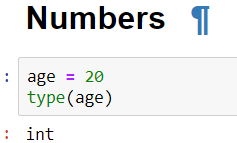 Numbers ¶
: age = 20
type(age)
: int